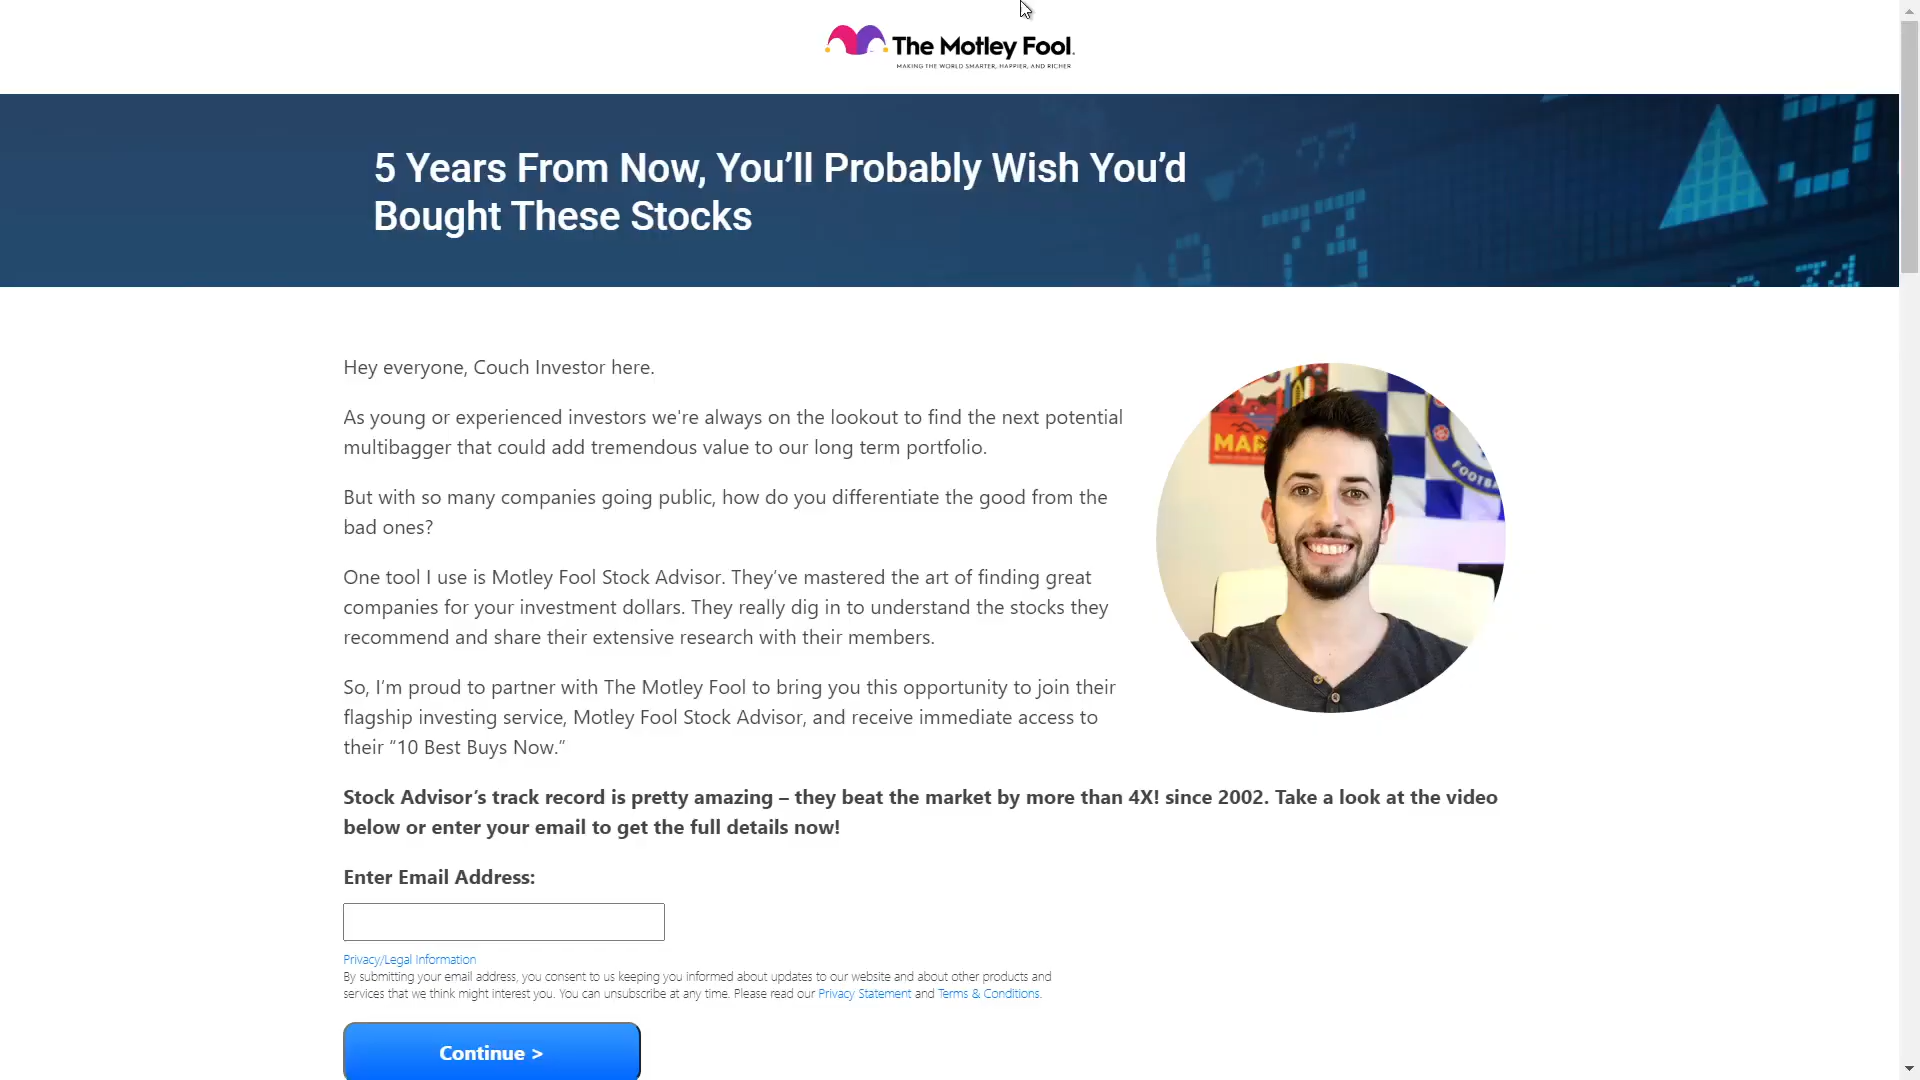 The Motley Fool.
MAKING THE WORLD SMARTER, HAPPIER, AND RICHER
5 Years From Now, You’ll Probably Wish You’d
Bought These Stocks
Hey everyone, Couch Investor here.
As young or experienced investors we're always on the lookout to find the next potential
multibagger that could add tremendous value to our long term portfolio.
But with so many companies going public, how do you differentiate the good from the
bad ones?
One tool I use is Motley Fool Stock Advisor. They’ve mastered the art of finding great
companies for your investment dollars. They really dig in to understand the stocks they
recommend and share their extensive research with their members.
So, I’m proud to partner with The Motley Fool to bring you this opportunity to join their
flagship investing service, Motley Fool Stock Advisor, and receive immediate access to
their “10 Best Buys Now.”
Stock Advisor’s track record is pretty amazing – they beat the market by more than 4X! since 2002. Take a look at the video
below or enter your email to get the full details now!
Enter Email Address:
Privacy/Legal Information
By submitting your email address, you consent to us keeping you informed about updates to our website and about other products and
services that we think might interest you. You can unsubscribe at any time. Please read our Privacy Statement and Terms & Conditions.
Continue >